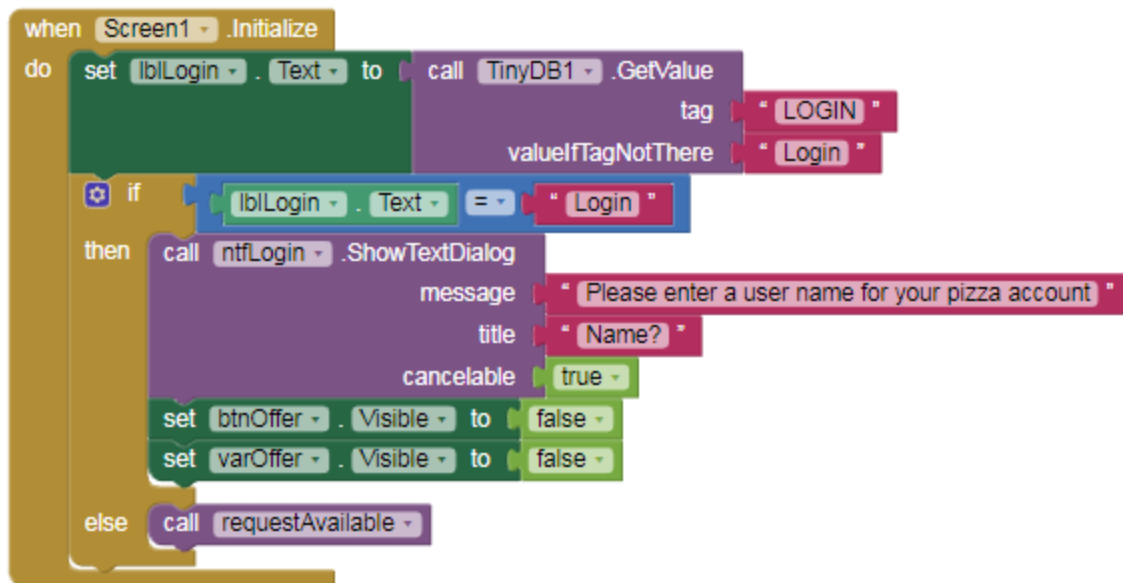 when Screen1 .Initialize
do set lblLogin . Text to call TinyDB1 .GetValue
tag " LOGIN "
valueIfTagNotThere " Login "
if lblLogin . Text = " Login "
then call ntfLogin .ShowTextDialog
message " Please enter a user name for your pizza account "
title " Name? "
cancelable true
set btnOffer . Visible to false
set varOffer . Visible to false
else call requestAvailable